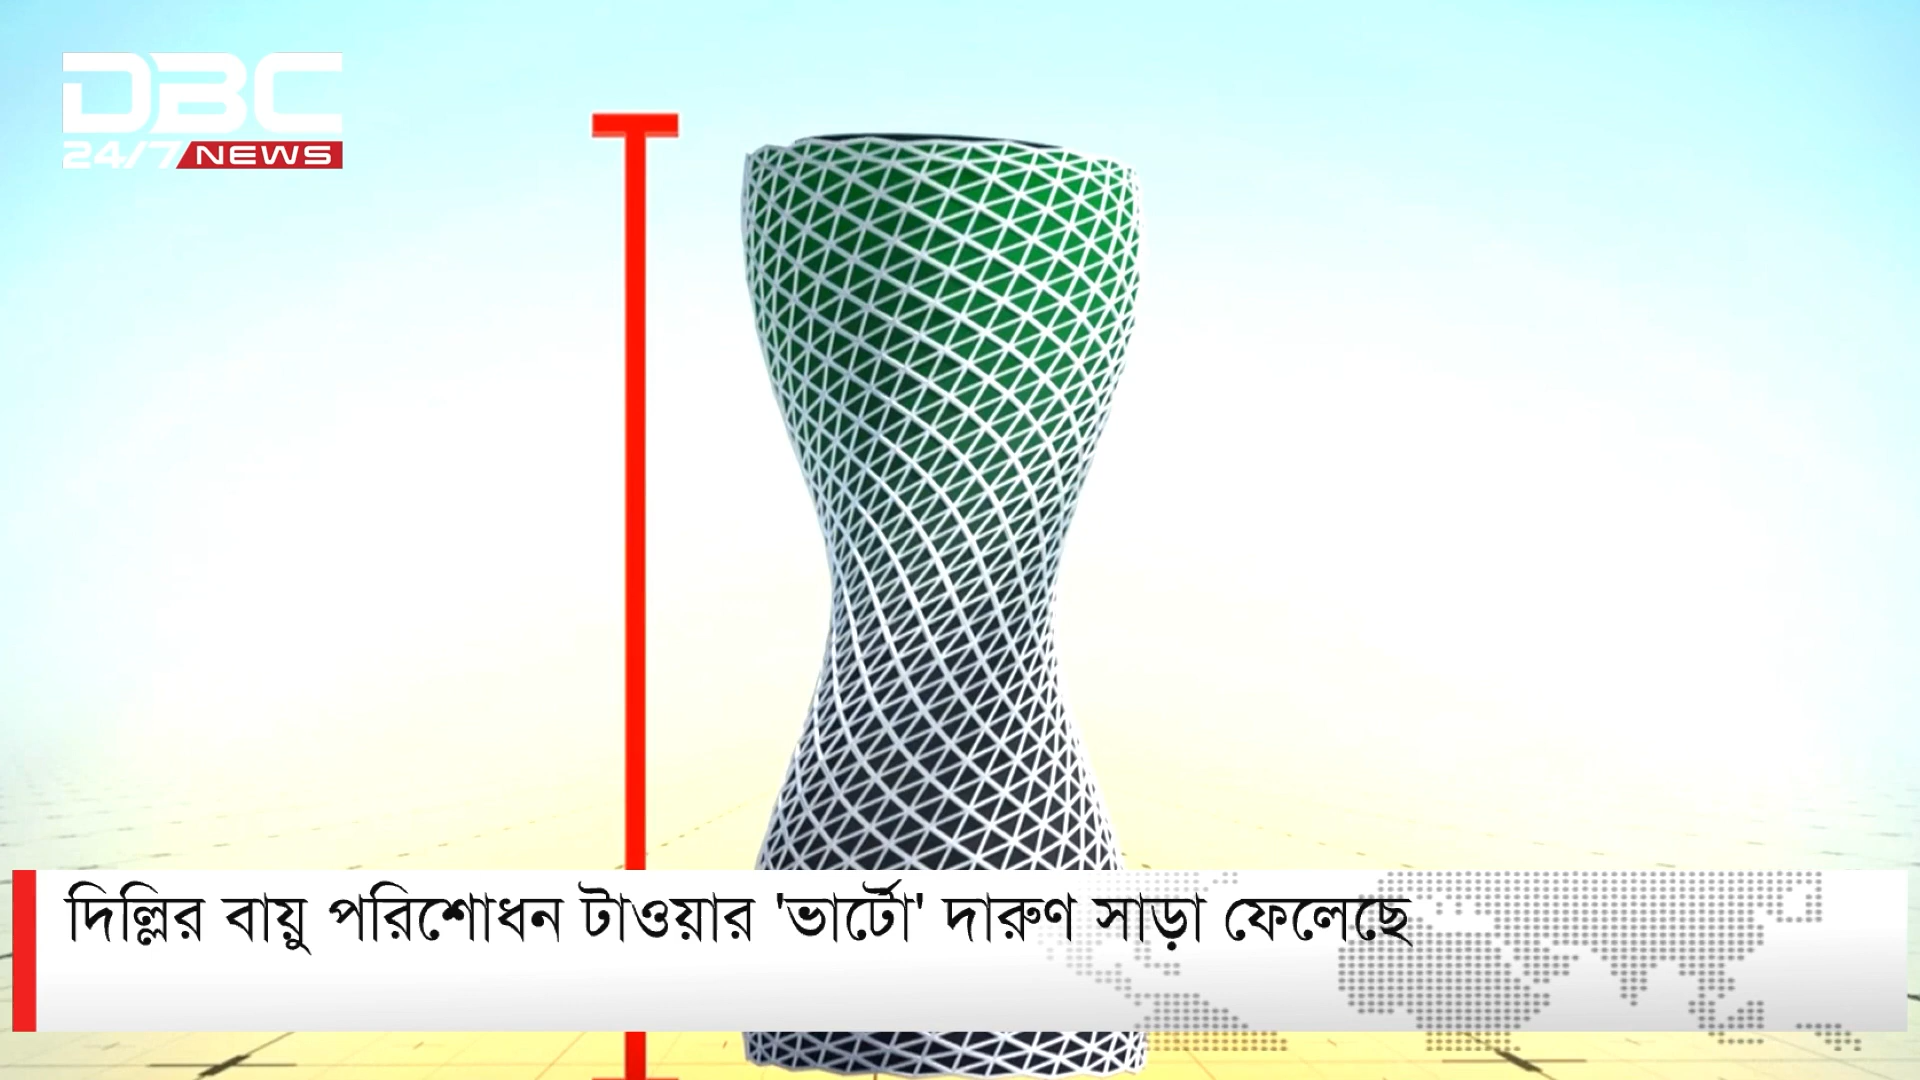 DBC
24/7 NEWS
দিল্লির বায়ু পরিশোধন টাওয়ার 'ভার্টো' দারুণ সাড়া ফেলেছে